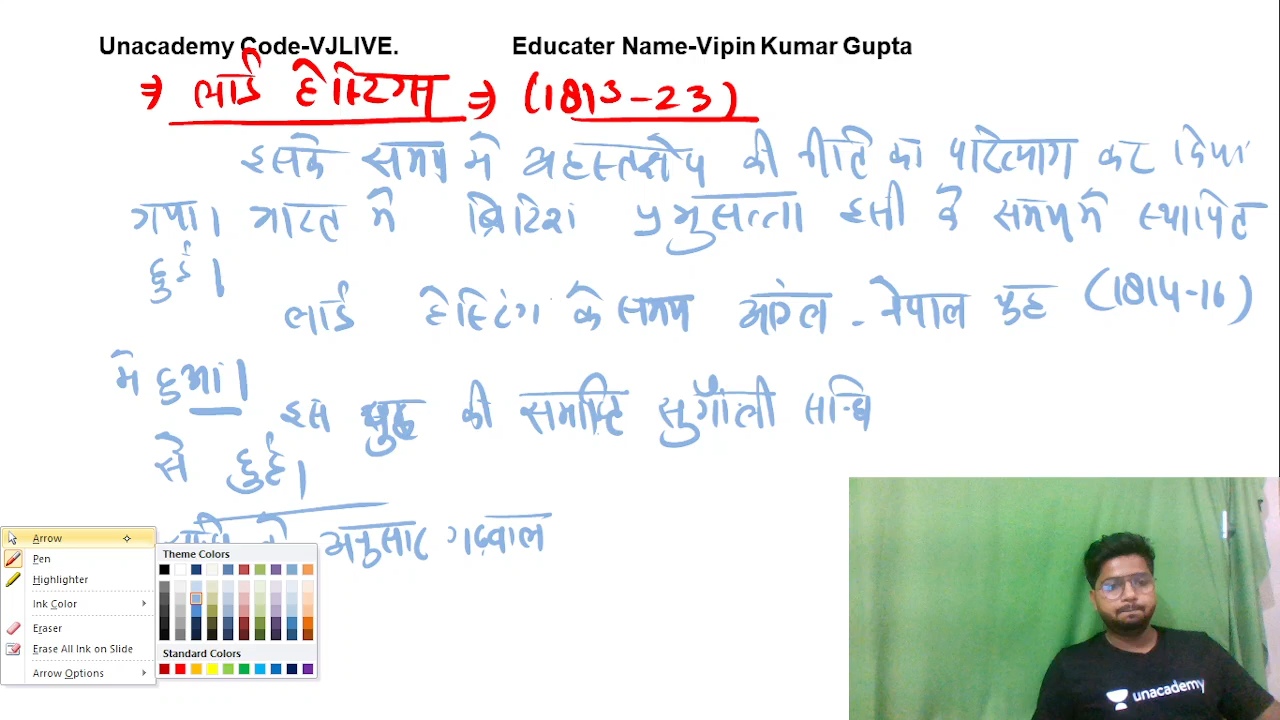 Unacademy Code-VJLIVE. Educater Name-Vipin Kumar Gupta
⇒ लार्ड हेस्टिंग्स ⇒ (1813-23)
इसके समय में अहस्तक्षेप की नीति का परित्याग कर दिया
गया। भारत में ब्रिटिश प्रभुसत्ता इसी के समय में स्थापित
हुई।
लार्ड हेस्टिंग के समय आंग्ल - नेपाल युद्ध (1814-16)
में हुआ।
इस युद्ध की समाप्ति सुगौली सन्धि
से हुई।
अनुसार गढ़वाल
Arrow
Pen
Highlighter
Ink Color
Eraser
Erase All Ink on Slide
Arrow Options
Theme Colors
Standard Colors
unacademy